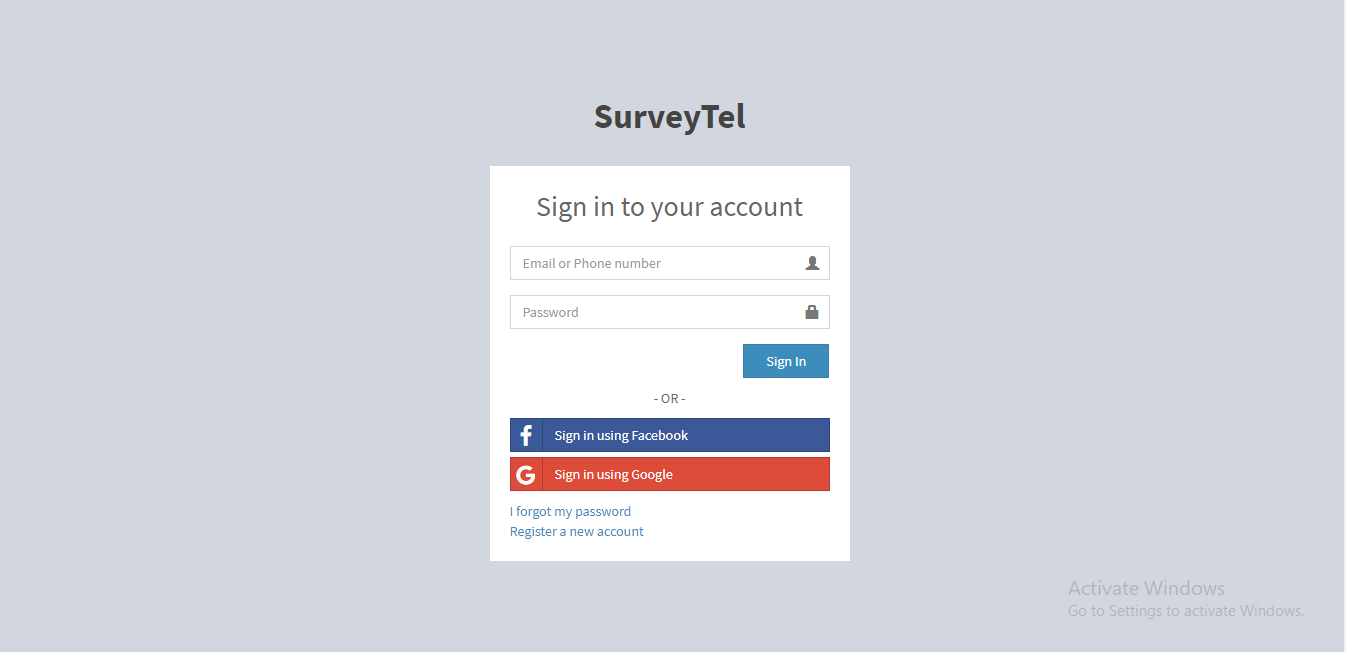 SurveyTel
Sign in to your account
Email or Phone number
Password
Sign In
- OR -
Sign in using Facebook
Sign in using Google
I forgot my password
Register a new account
Activate Windows
Go to Settings to activate Windows.